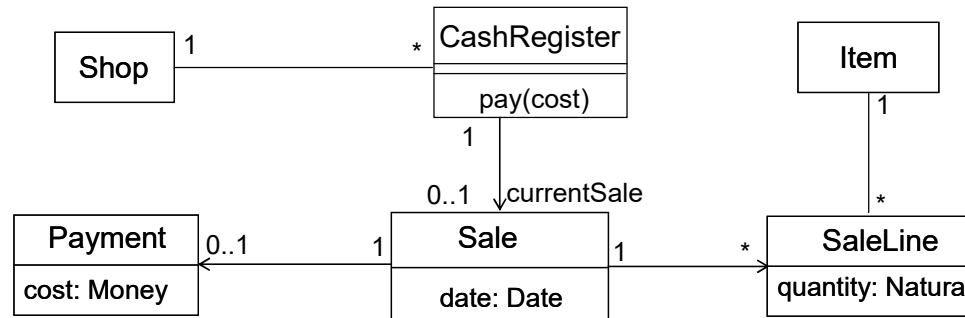 1
*
CashRegister
Shop
Item
pay(cost)
1
1
0..1
currentSale
*
Payment
0..1
1
Sale
1
*
SaleLine
cost: Money
date: Date
quantity: Natura